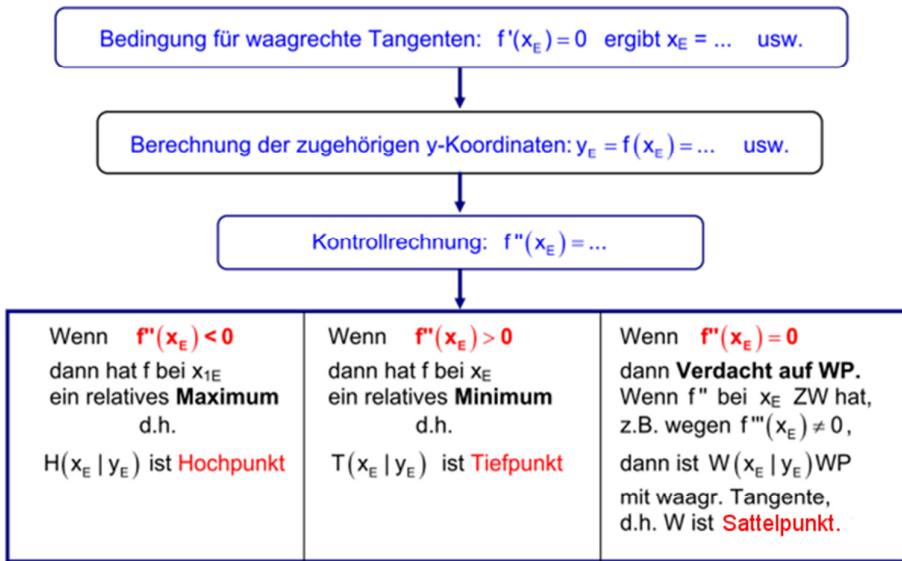 Bedingung für waagrechte Tangenten: f'(x_E) = 0 ergibt x_E = ... usw.
Berechnung der zugehörigen y-Koordinaten: y_E = f(x_E) = ... usw.
Kontrollrechnung: f"(x_E) = ...
Wenn f"(x_E) < 0
dann hat f bei x_1E
ein relatives Maximum
d.h.
H(x_E | y_E) ist Hochpunkt
Wenn f"(x_E) > 0
dann hat f bei x_E
ein relatives Minimum
d.h.
T(x_E | y_E) ist Tiefpunkt
Wenn f"(x_E) = 0
dann Verdacht auf WP.
Wenn f" bei x_E ZW hat,
z.B. wegen f'''(x_E) ≠ 0,
dann ist W(x_E | y_E) WP
mit waagr. Tangente,
d.h. W ist Sattelpunkt.